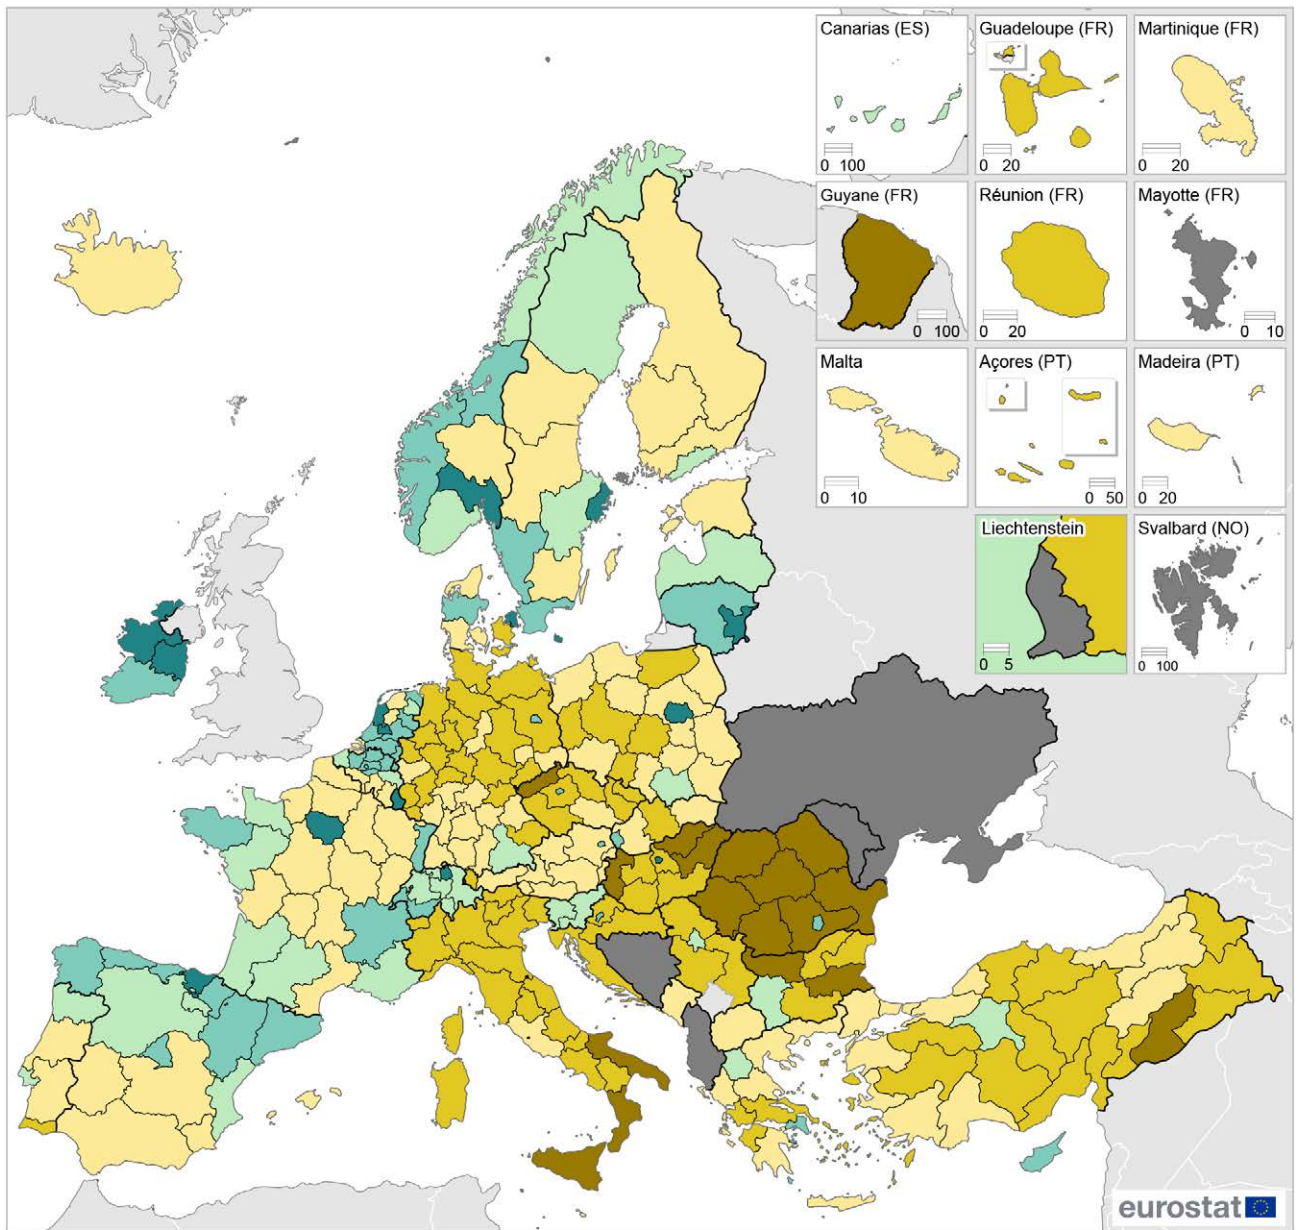 Canarias (ES)
0 100
Guadeloupe (FR)
0 20
Martinique (FR)
0 20
Guyane (FR)
0 100
Réunion (FR)
0 20
Mayotte (FR)
0 10
Malta
0 10
Açores (PT)
0 50
Madeira (PT)
0 20
Liechtenstein
0 5
Svalbard (NO)
0 100
eurostat